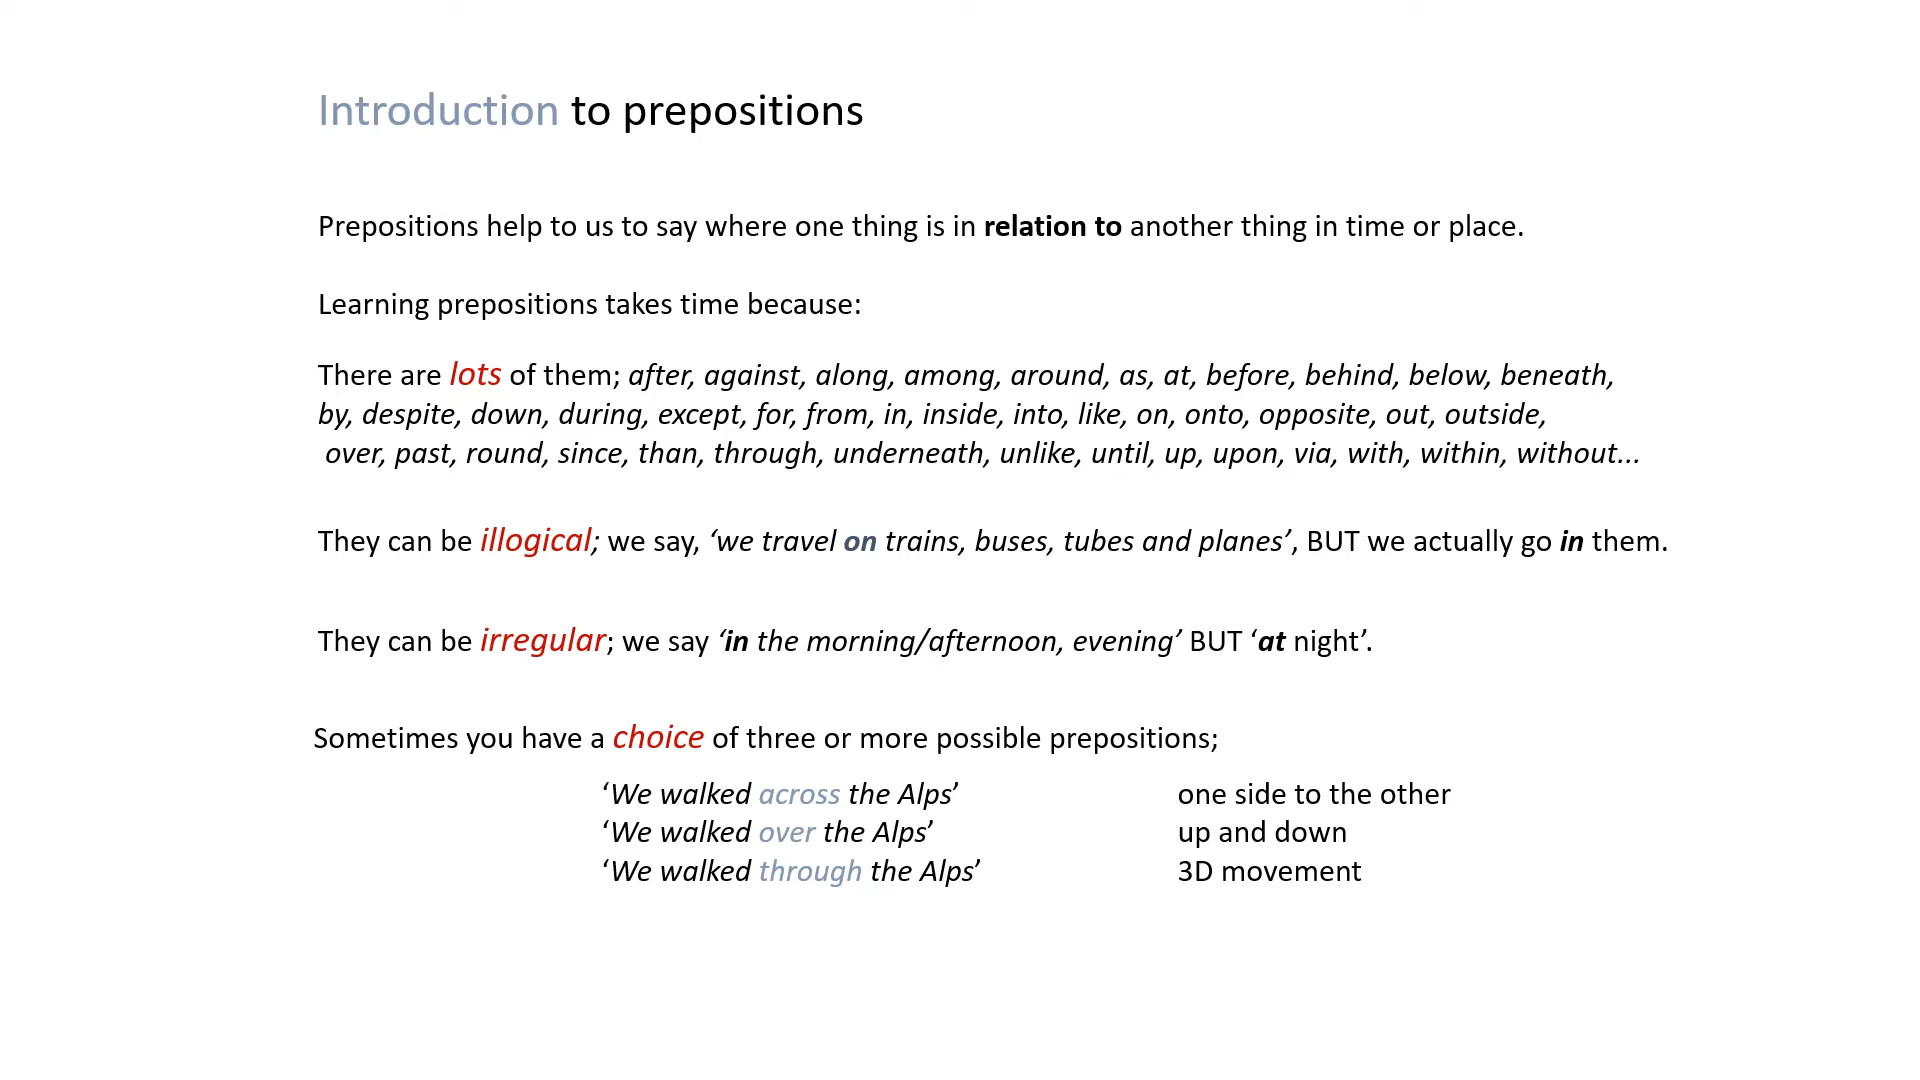 Introduction to prepositions
Prepositions help to us to say where one thing is in relation to another thing in time or place.
Learning prepositions takes time because:
There are lots of them; after, against, along, among, around, as, at, before, behind, below, beneath,
by, despite, down, during, except, for, from, in, inside, into, like, on, onto, opposite, out, outside,
over, past, round, since, than, through, underneath, unlike, until, up, upon, via, with, within, without...
They can be illogical; we say, ‘we travel on trains, buses, tubes and planes’, BUT we actually go in them.
They can be irregular; we say ‘in the morning/afternoon, evening’ BUT ‘at night’.
Sometimes you have a choice of three or more possible prepositions;
‘We walked across the Alps’ one side to the other
‘We walked over the Alps’ up and down
‘We walked through the Alps’ 3D movement